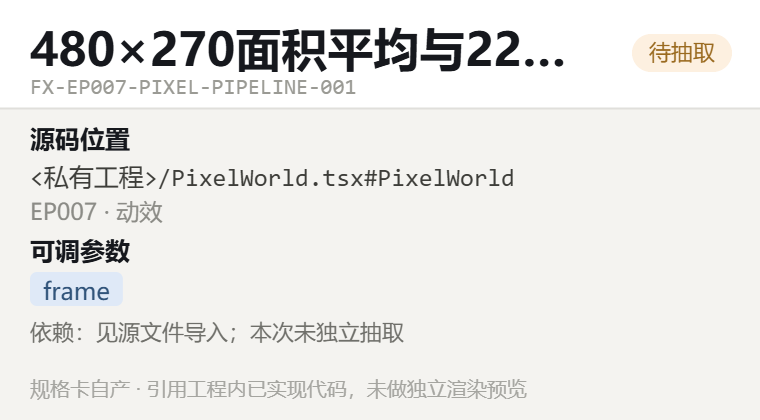 480×270面积平均与22...
待抽取
FX-EP007-PIXEL-PIPELINE-001
源码位置
<私有工程>/PixelWorld.tsx#PixelWorld
EP007 · 动效
可调参数
frame
依赖：见源文件导入；本次未独立抽取
规格卡自产 · 引用工程内已实现代码，未做独立渲染预览